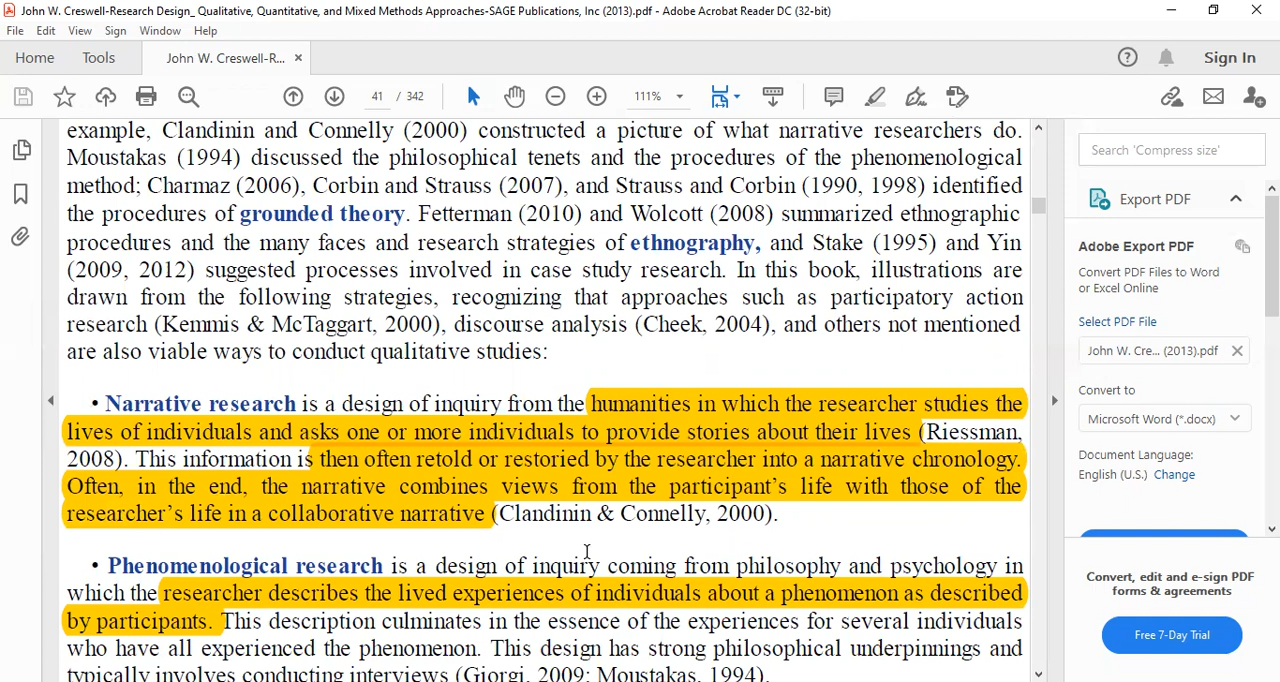 John W. Creswell-Research Design_ Qualitative, Quantitative, and Mixed Methods Approaches-SAGE Publications, Inc (2013).pdf - Adobe Acrobat Reader DC (32-bit)
File Edit View Sign Window Help
Home Tools John W. Creswell-R... × Sign In
41 / 342 111%
example, Clandinin and Connelly (2000) constructed a picture of what narrative researchers do.
Moustakas (1994) discussed the philosophical tenets and the procedures of the phenomenological
method; Charmaz (2006), Corbin and Strauss (2007), and Strauss and Corbin (1990, 1998) identified
the procedures of grounded theory. Fetterman (2010) and Wolcott (2008) summarized ethnographic
procedures and the many faces and research strategies of ethnography, and Stake (1995) and Yin
(2009, 2012) suggested processes involved in case study research. In this book, illustrations are
drawn from the following strategies, recognizing that approaches such as participatory action
research (Kemmis & McTaggart, 2000), discourse analysis (Cheek, 2004), and others not mentioned
are also viable ways to conduct qualitative studies:
• Narrative research is a design of inquiry from the humanities in which the researcher studies the
lives of individuals and asks one or more individuals to provide stories about their lives (Riessman,
2008). This information is then often retold or restoried by the researcher into a narrative chronology.
Often, in the end, the narrative combines views from the participant's life with those of the
researcher's life in a collaborative narrative (Clandinin & Connelly, 2000).
• Phenomenological research is a design of inquiry coming from philosophy and psychology in
which the researcher describes the lived experiences of individuals about a phenomenon as described
by participants. This description culminates in the essence of the experiences for several individuals
who have all experienced the phenomenon. This design has strong philosophical underpinnings and
typically involves conducting interviews (Giorgi, 2009; Moustakas, 1994).
Search 'Compress size'
Export PDF
Adobe Export PDF
Convert PDF Files to Word
or Excel Online
Select PDF File
John W. Cre... (2013).pdf
Convert to
Microsoft Word (*.docx)
Document Language:
English (U.S.) Change
Convert, edit and e-sign PDF
forms & agreements
Free 7-Day Trial